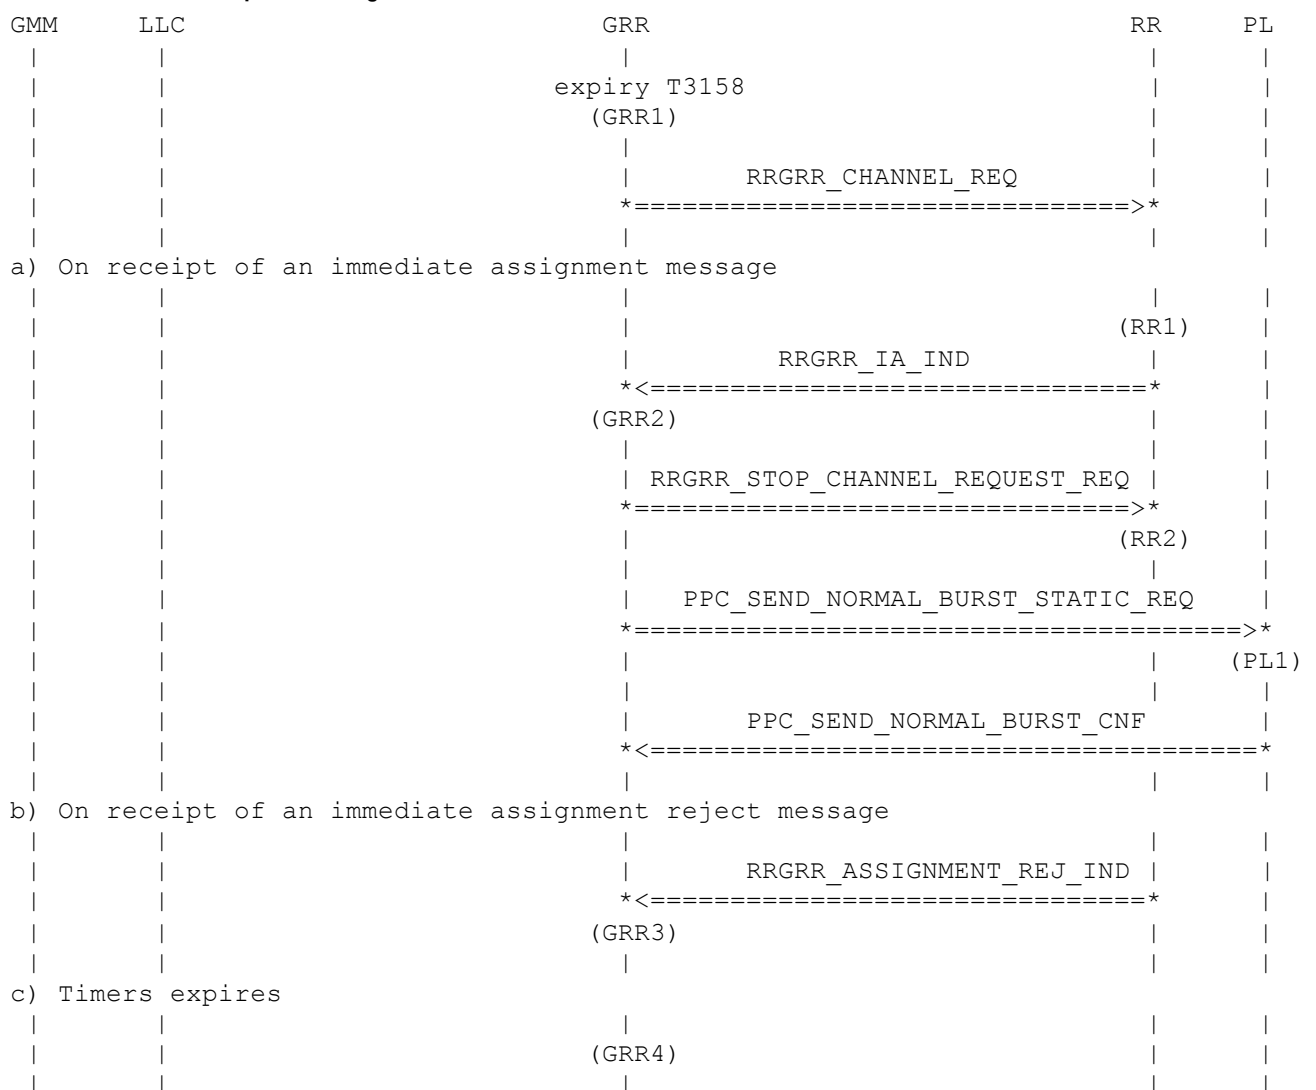 GMM LLC GRR RR PL
| | | | |
| | expiry T3158 | |
| | (GRR1) | |
| | | | |
| | | RRGRR_CHANNEL_REQ | |
| | *===============================>* |
| | | | |
a) On receipt of an immediate assignment message
| | | | |
| | | (RR1) |
| | | RRGRR_IA_IND | |
| | *<===============================* |
| | (GRR2) | |
| | | | |
| | | RRGRR_STOP_CHANNEL_REQUEST_REQ | |
| | *===============================>* |
| | | (RR2) |
| | | | |
| | | PPC_SEND_NORMAL_BURST_STATIC_REQ |
| | *======================================>*
| | | | (PL1)
| | | | |
| | | PPC_SEND_NORMAL_BURST_CNF |
| | *<======================================*
| | | | |
b) On receipt of an immediate assignment reject message
| | | | |
| | | RRGRR_ASSIGNMENT_REJ_IND | |
| | *<===============================* |
| | (GRR3) | |
| | | | |
c) Timers expires
| | | | |
| | (GRR4) | |
| | | | |